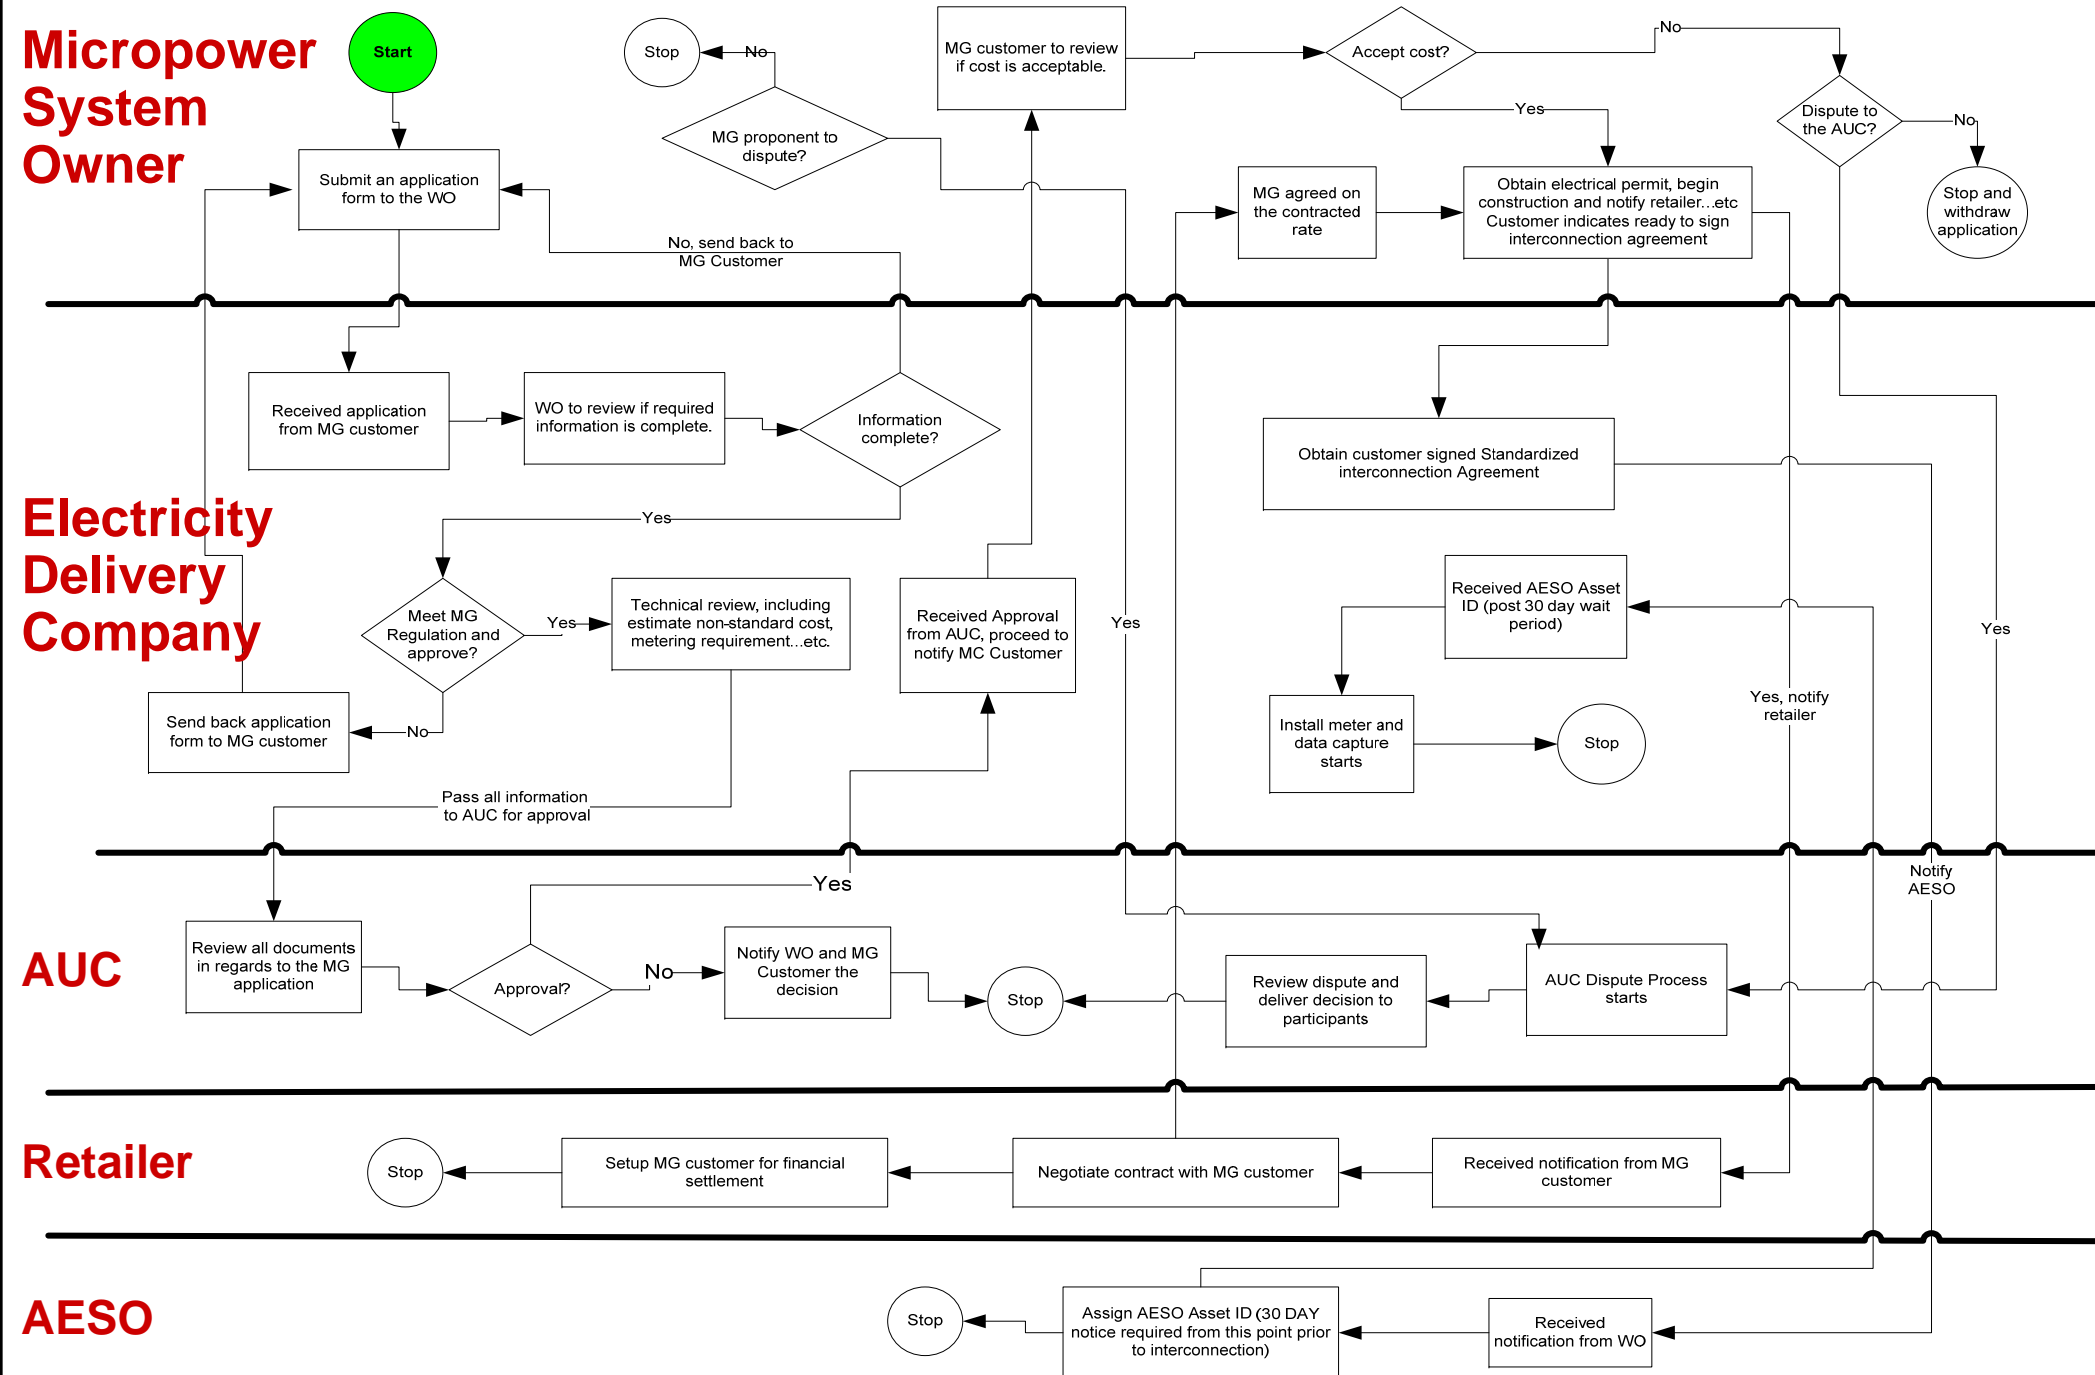 Micropower
System
Owner
Start
Stop
No
MG proponent to
dispute?
MG customer to review
if cost is acceptable.
Accept cost?
No
Yes
Dispute to
the AUC?
No
Stop and
withdraw
application
Submit an application
form to the WO
No, send back to
MG Customer
MG agreed on
the contracted
rate
Obtain electrical permit, begin
construction and notify retailer...etc
Customer indicates ready to sign
interconnection agreement
Electricity
Delivery
Company
Received application
from MG customer
WO to review if required
information is complete.
Information
complete?
Yes
Obtain customer signed Standardized
interconnection Agreement
Meet MG
Regulation and
approve?
Yes
Technical review, including
estimate non-standard cost,
metering requirement...etc.
Received Approval
from AUC, proceed to
notify MC Customer
Yes
Received AESO Asset
ID (post 30 day wait
period)
Yes
No
Send back application
form to MG customer
Install meter and
data capture
starts
Stop
Yes, notify
retailer
Pass all information
to AUC for approval
Notify
AESO
AUC
Yes
Review all documents
in regards to the MG
application
Approval?
No
Notify WO and MG
Customer the
decision
Stop
Review dispute and
deliver decision to
participants
AUC Dispute Process
starts
Retailer
Stop
Setup MG customer for financial
settlement
Negotiate contract with MG customer
Received notification from MG
customer
AESO
Stop
Assign AESO Asset ID (30 DAY
notice required from this point prior
to interconnection)
Received
notification from WO